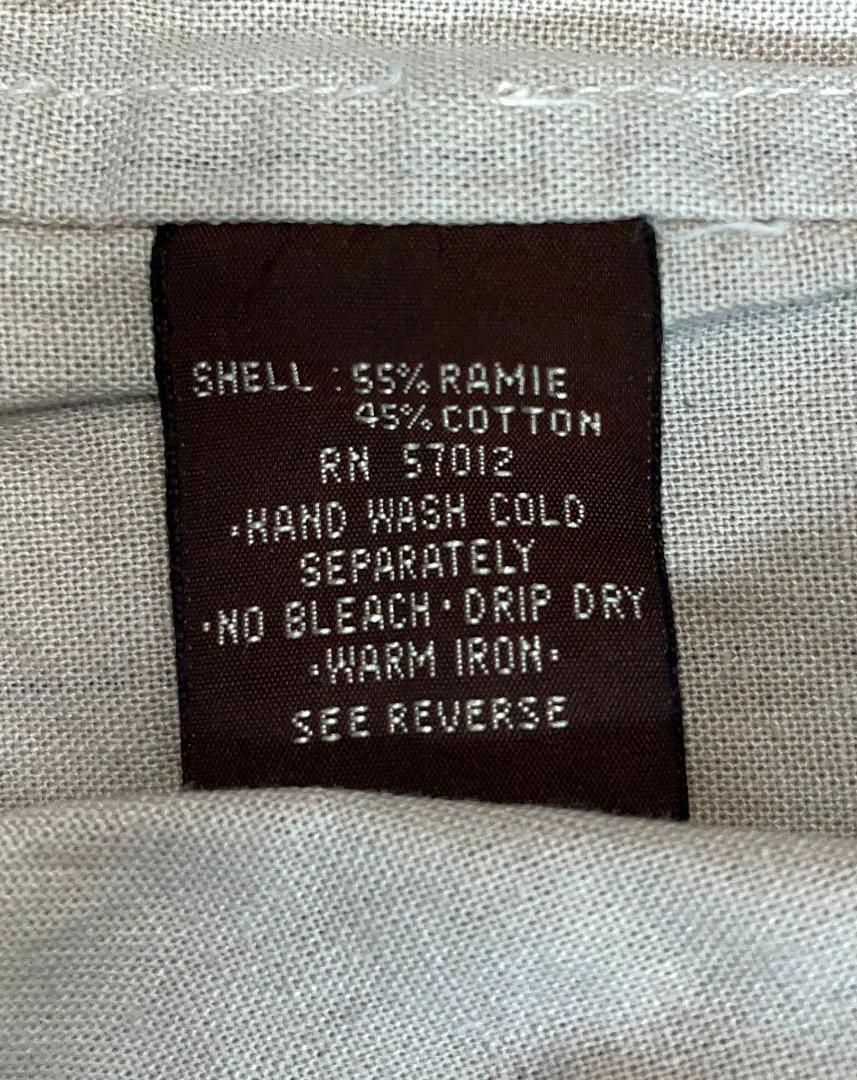 SHELL : 55% RAMIE
45% COTTON
RN 57012
·HAND WASH COLD
SEPARATELY
·NO BLEACH·DRIP DRY
·WARM IRON·
SEE REVERSE